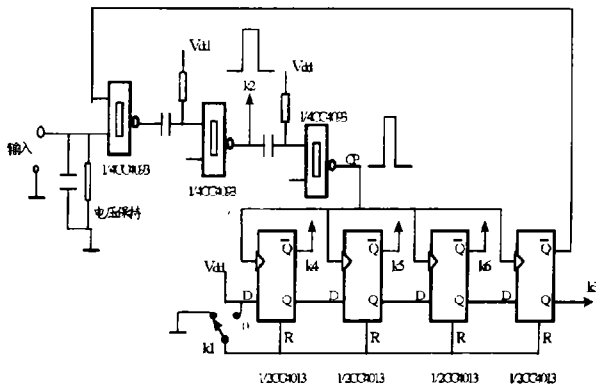 Vdd
k2
Vdd
1/4CC4093
CP
输入
1/4CC4093
1/4CC4093
电压保持
Q
k4
Q
k5
Q
k6
Q
Vdd
D
Q
D
Q
D
Q
D
Q
k3
k1
R
R
R
R
1/2CC4013
1/2CC4013
1/2CC4013
1/2CC4013